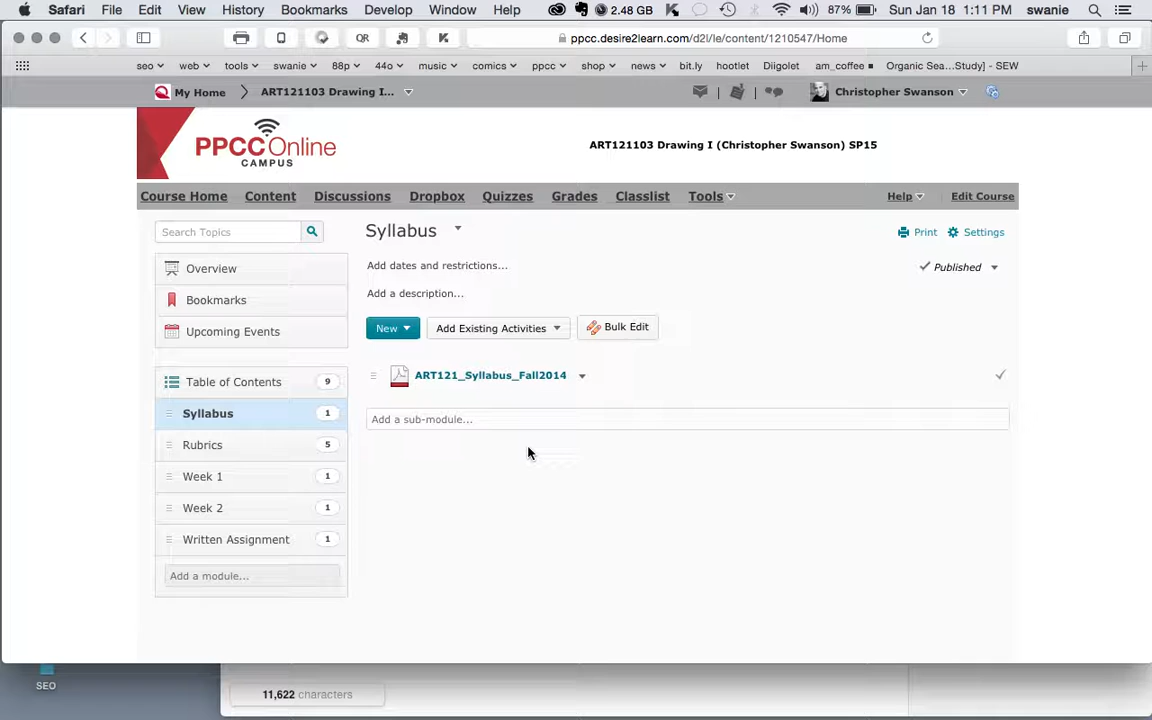 Safari File Edit View History Bookmarks Develop Window Help 2.48 GB 87% Sun Jan 18 1:11 PM swanie
QR ppcc.desire2learn.com/d2l/le/content/1210547/Home
seo web tools swanie 88p 44o music comics ppcc shop news bit.ly hootlet Diigolet am_coffee Organic Sea...Study] - SEW
My Home ART121103 Drawing I... Christopher Swanson
PPCCOnline
CAMPUS
ART121103 Drawing I (Christopher Swanson) SP15
Course Home Content Discussions Dropbox Quizzes Grades Classlist Tools Help Edit Course
Search Topics
Syllabus
Print Settings
Add dates and restrictions...
Published
Overview
Add a description...
Bookmarks
New Add Existing Activities Bulk Edit
Upcoming Events
ART121_Syllabus_Fall2014
Table of Contents 9
Add a sub-module...
Syllabus 1
Rubrics 5
Week 1 1
Week 2 1
Written Assignment 1
Add a module...
SEO
11,622 characters